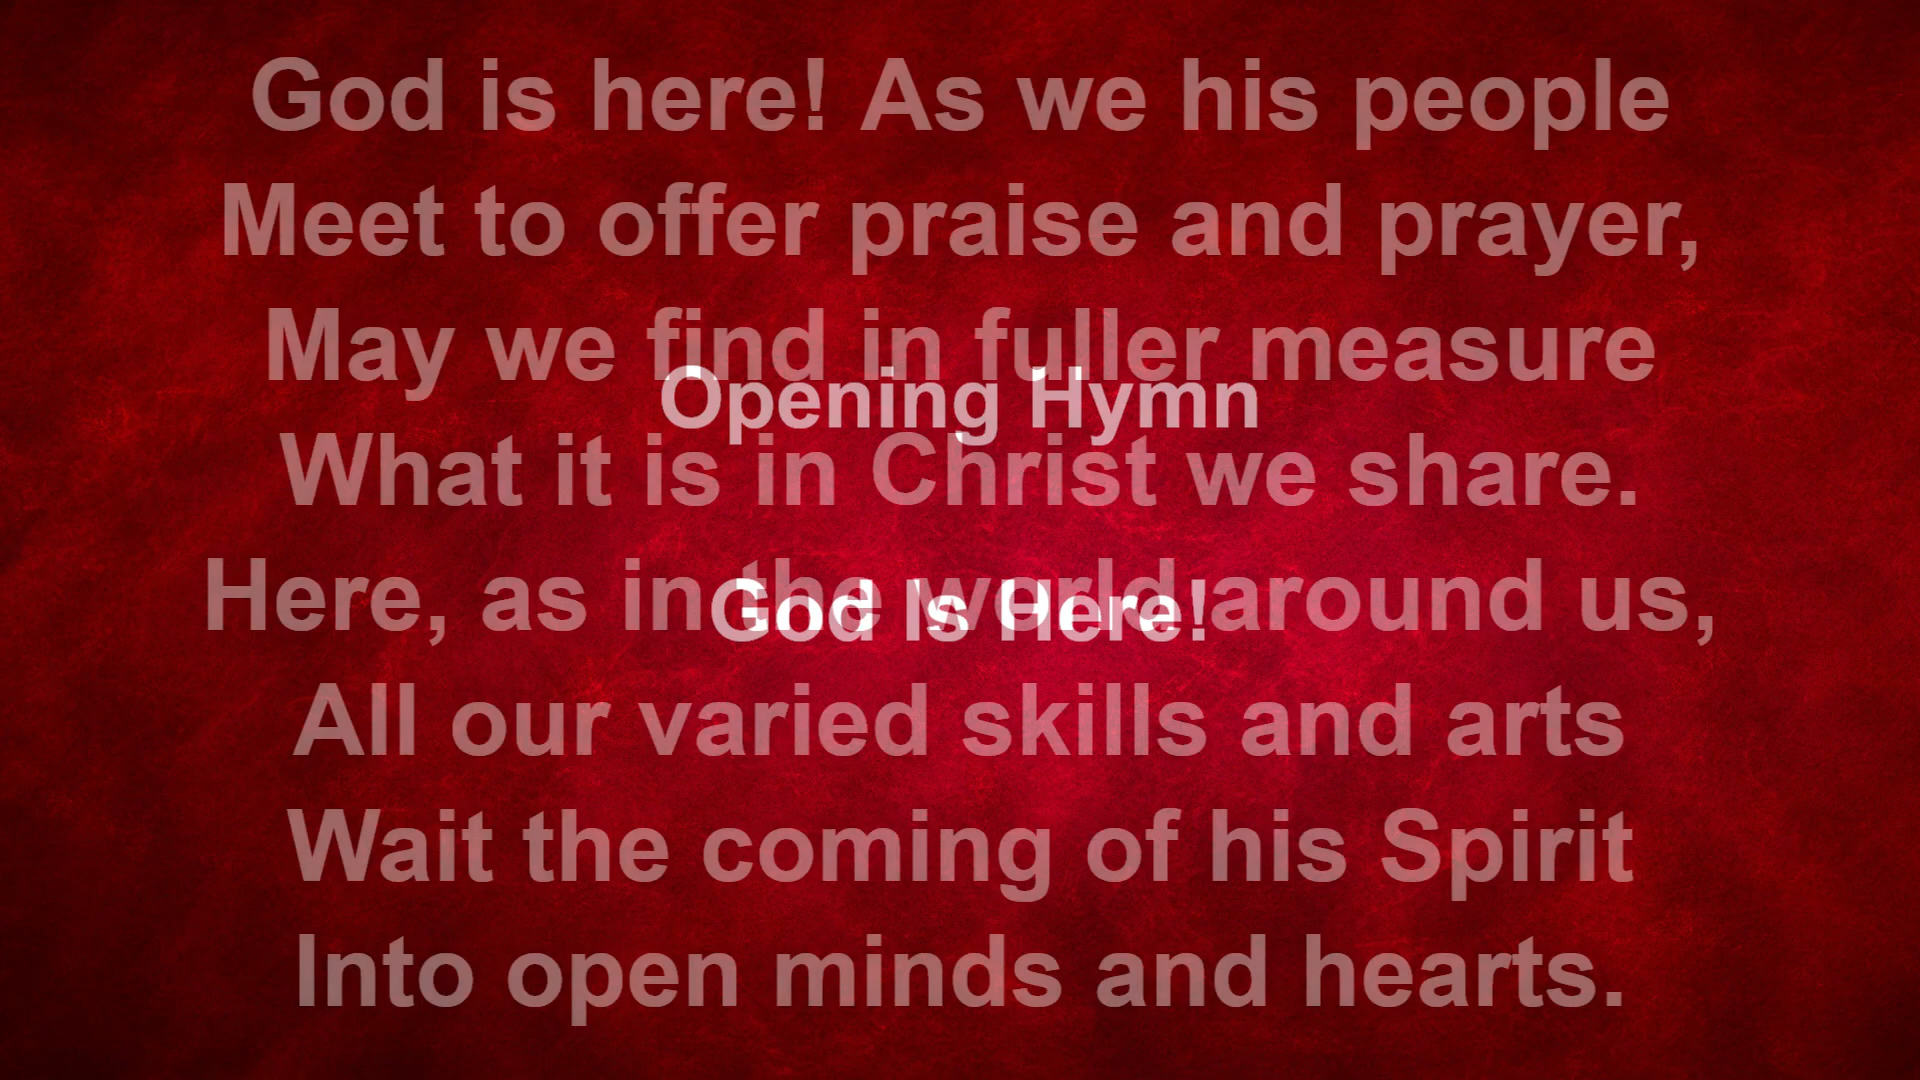 God is here! As we his people
Meet to offer praise and prayer,
May we find in fuller measure
Opening Hymn
What it is in Christ we share.
Here, as in the world around us,
God Is Here!
All our varied skills and arts
Wait the coming of his Spirit
Into open minds and hearts.